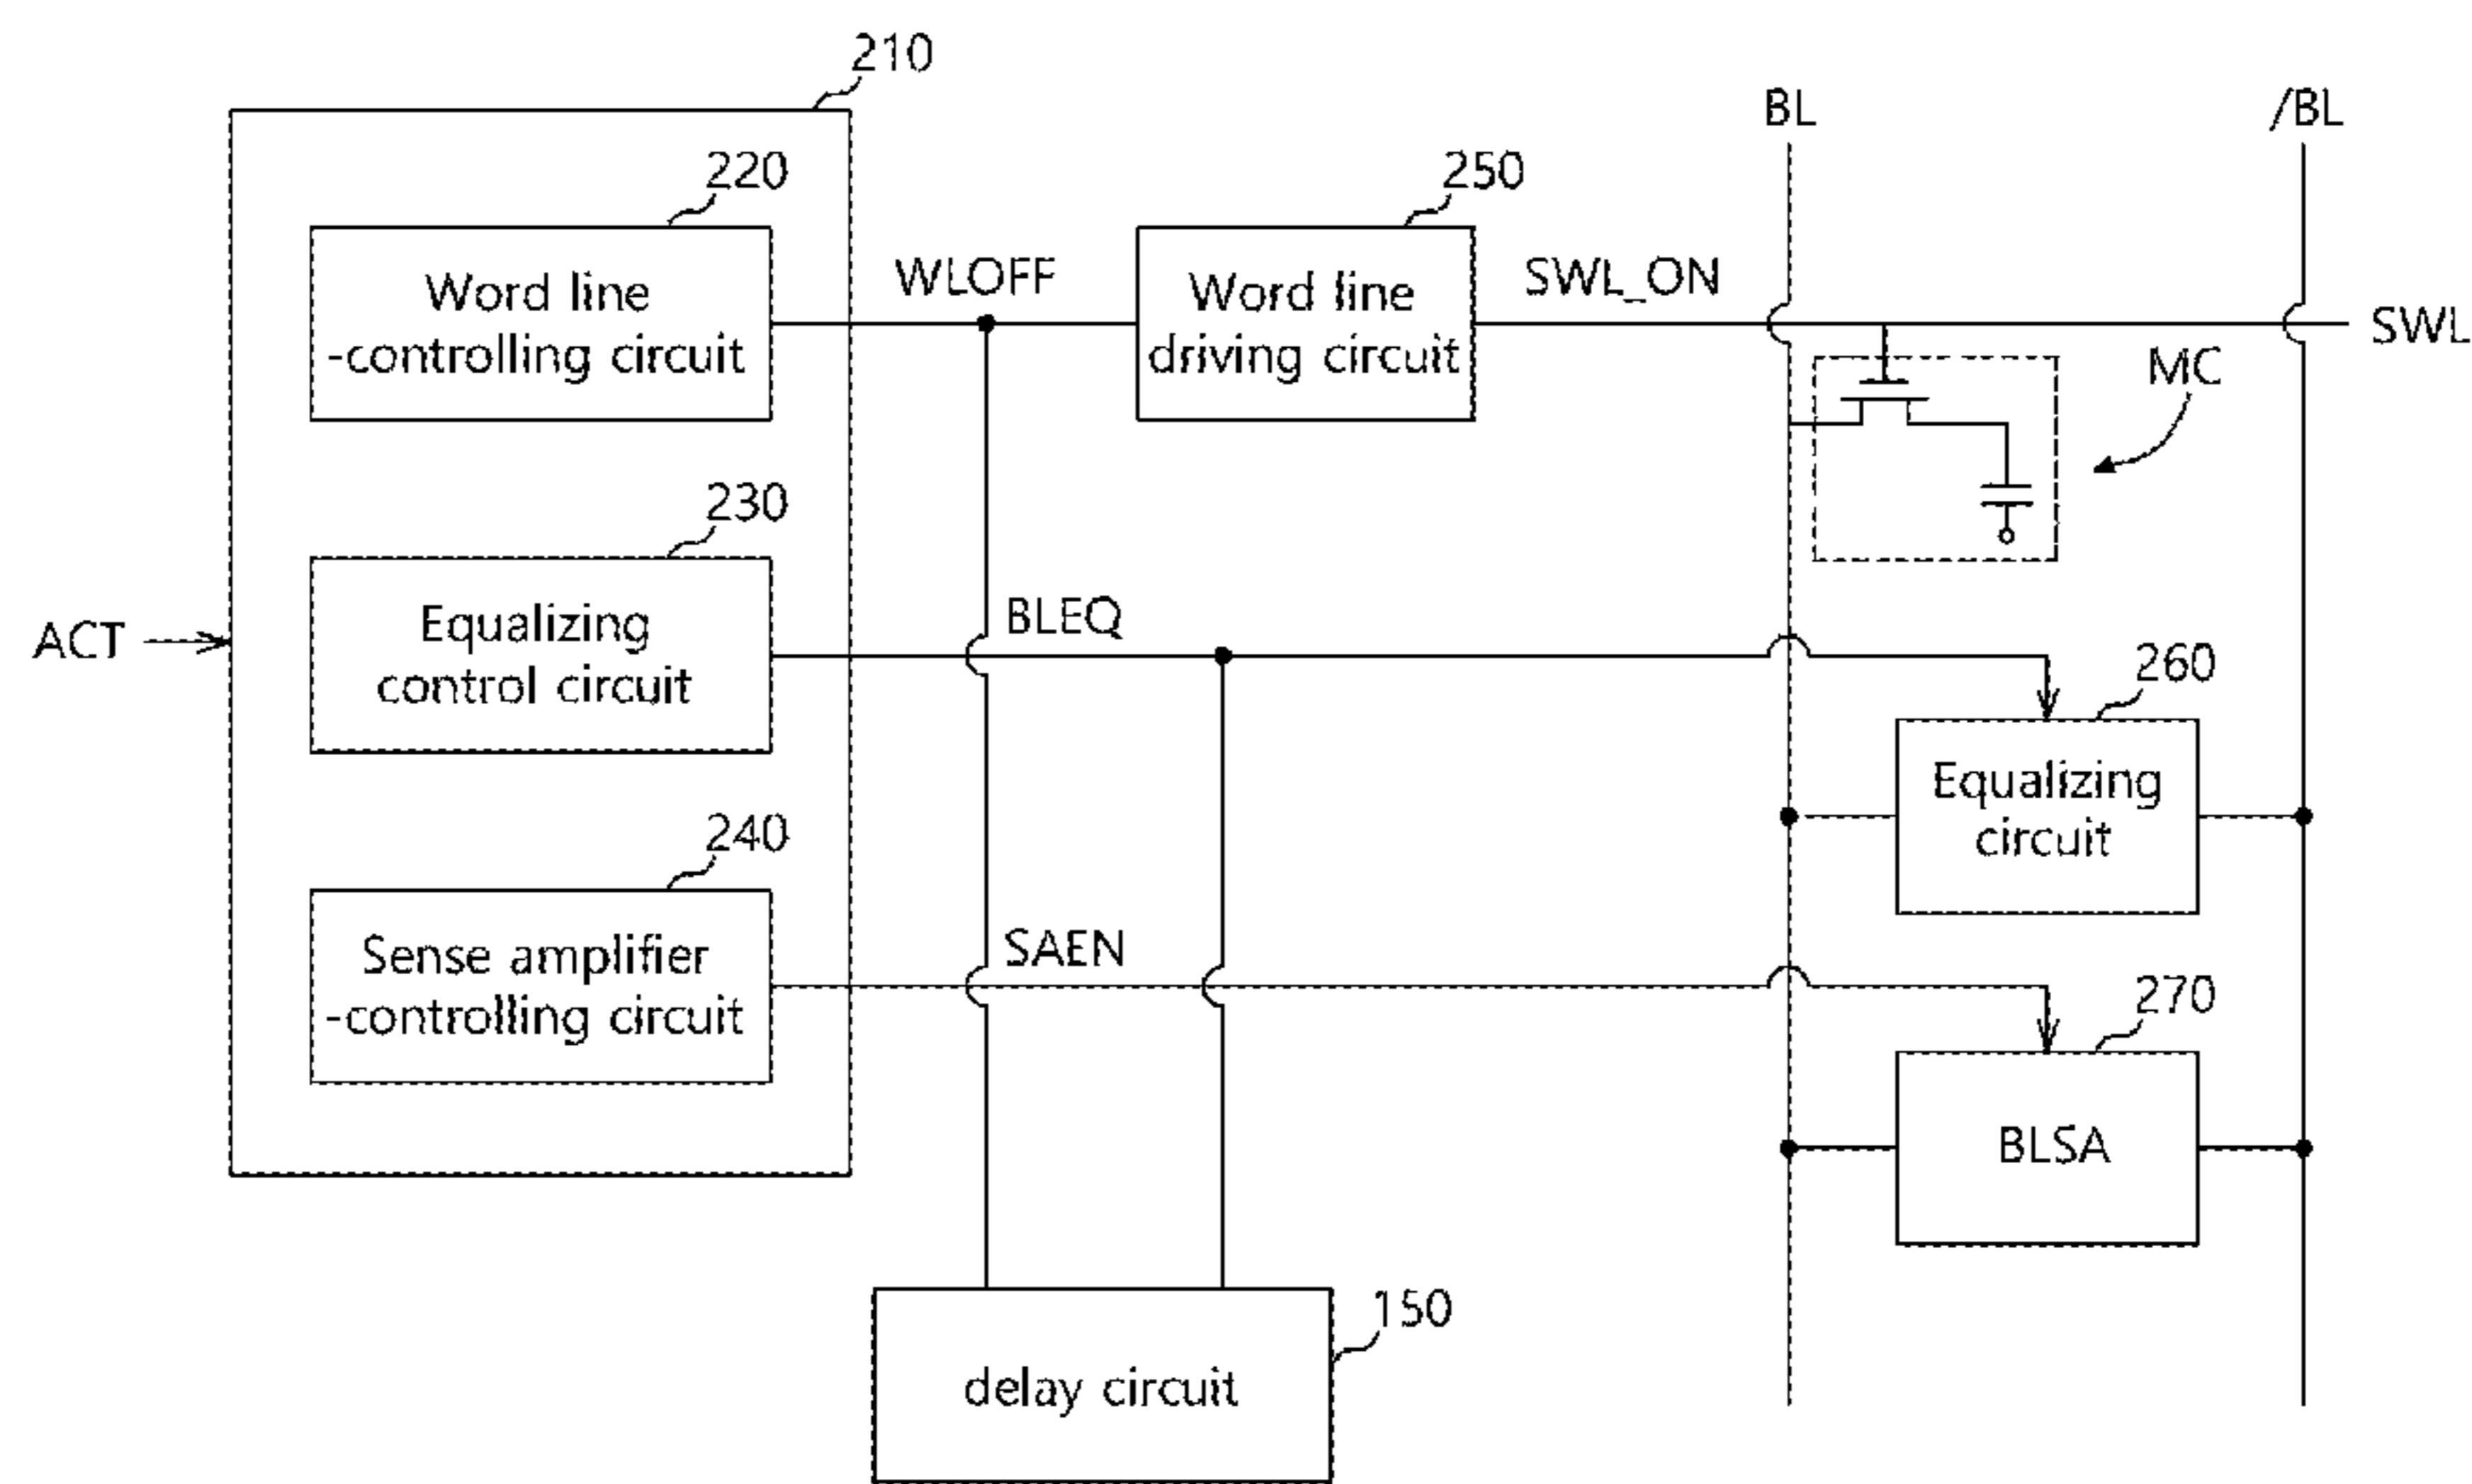 210
BL
/BL
220
250
Word line
-controlling circuit
WLOFF
Word line
driving circuit
SWL_ON
SWL
MC
230
ACT
Equalizing
control circuit
BLEQ
260
Equalizing
circuit
240
Sense amplifier
-controlling circuit
SAEN
270
BLSA
150
delay circuit